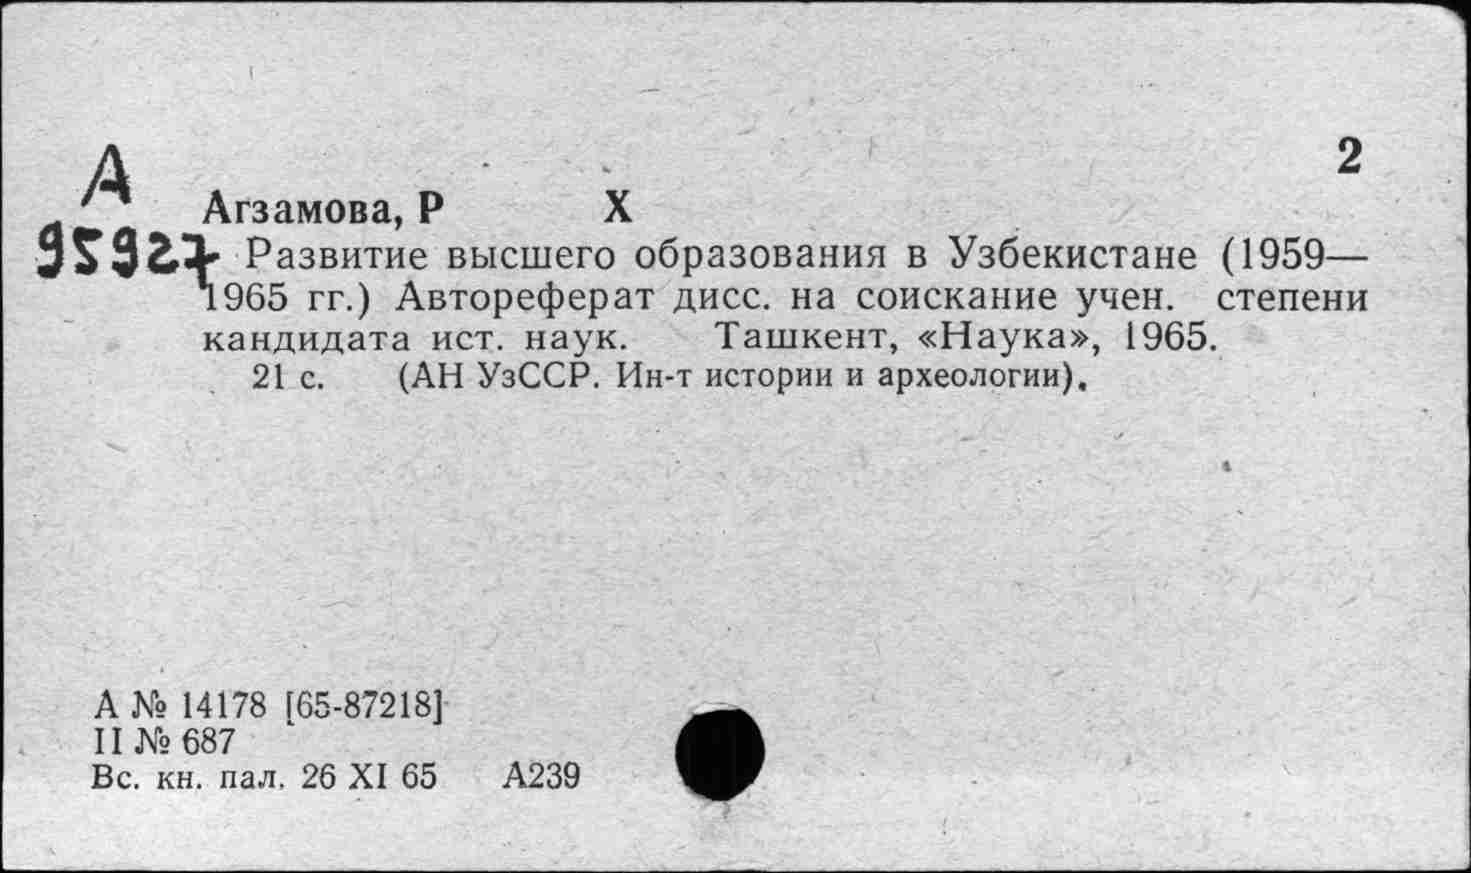 2
А
95927
Агзамова, Р Х
Развитие высшего образования в Узбекистане (1959—
1965 гг.) Автореферат дисс. на соискание учен. степени
кандидата ист. наук. Ташкент, «Наука», 1965.
21 с. (АН УзССР. Ин-т истории и археологии).
А № 14178 [65-87218]
II № 687
Вс. кн. пал. 26 XI 65 А239